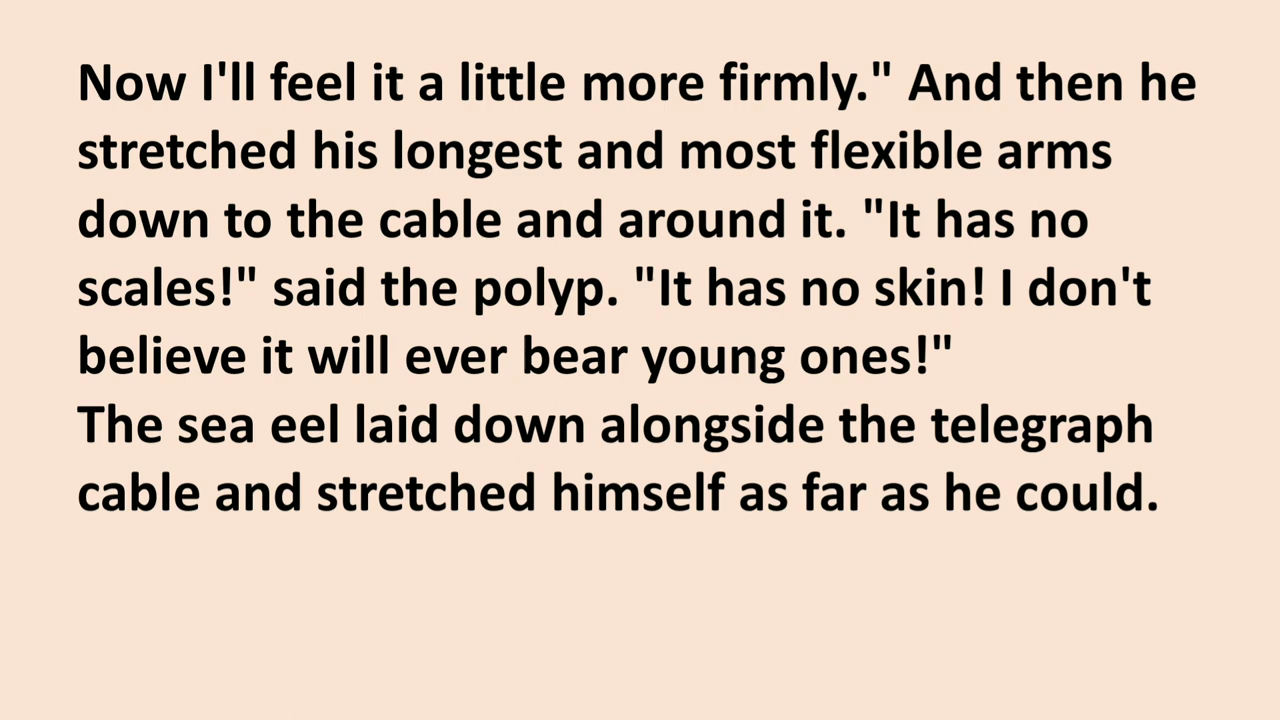 Now I'll feel it a little more firmly." And then he
stretched his longest and most flexible arms
down to the cable and around it. "It has no
scales!" said the polyp. "It has no skin! I don't
believe it will ever bear young ones!"
The sea eel laid down alongside the telegraph
cable and stretched himself as far as he could.